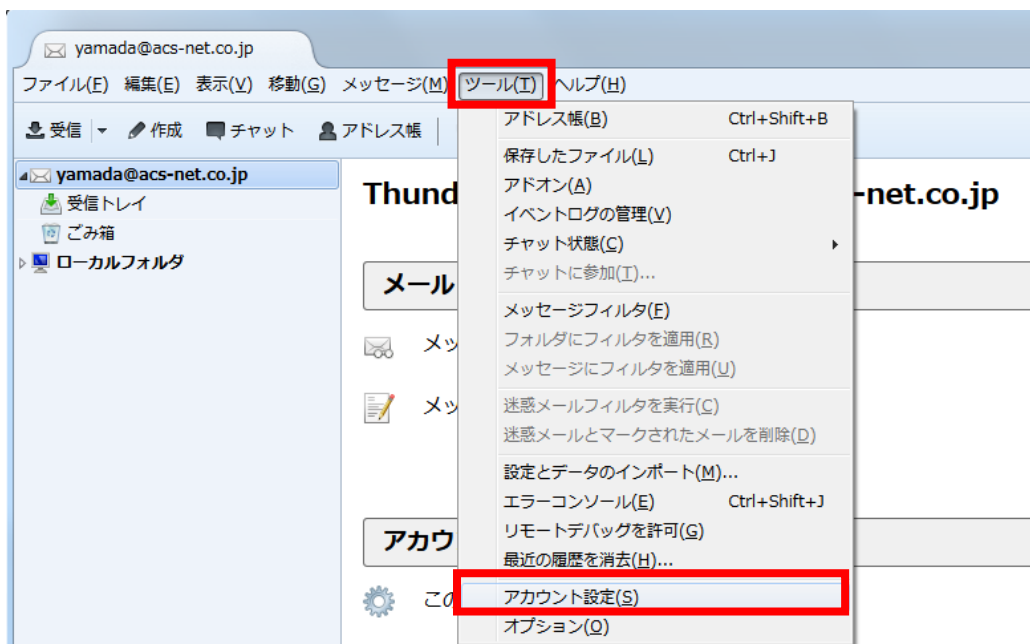 yamada@acs-net.co.jp
ファイル(F) 編集(E) 表示(V) 移動(G) メッセージ(M) ツール(T) ヘルプ(H)
受信 作成 チャット アドレス帳
yamada@acs-net.co.jp
受信トレイ
ごみ箱
ローカルフォルダ
Thund
-net.co.jp
メール
メッ
メッ
アカウ
この
アドレス帳(B) Ctrl+Shift+B
保存したファイル(L) Ctrl+J
アドオン(A)
イベントログの管理(V)
チャット状態(C)
チャットに参加(T)...
メッセージフィルタ(F)
フォルダにフィルタを適用(R)
メッセージにフィルタを適用(U)
迷惑メールフィルタを実行(C)
迷惑メールとマークされたメールを削除(D)
設定とデータのインポート(M)...
エラーコンソール(E) Ctrl+Shift+J
リモートデバッグを許可(G)
最近の履歴を消去(H)...
アカウント設定(S)
オプション(O)